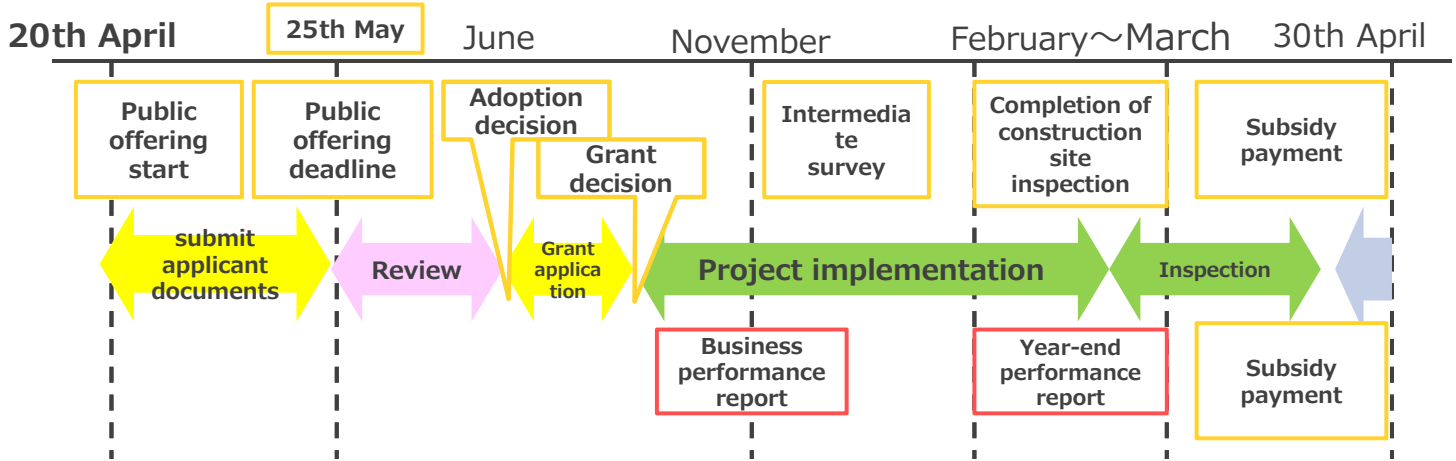 20th April
25th May
June
November
February～March
30th April
Public
offering
start
Public
offering
deadline
Adoption
decision
Grant
decision
Intermedia
te
survey
Completion of
construction
site
inspection
Subsidy
payment
submit
applicant
documents
Review
Grant
applica
tion
Project implementation
Inspection
Business
performance
report
Year-end
performance
report
Subsidy
payment